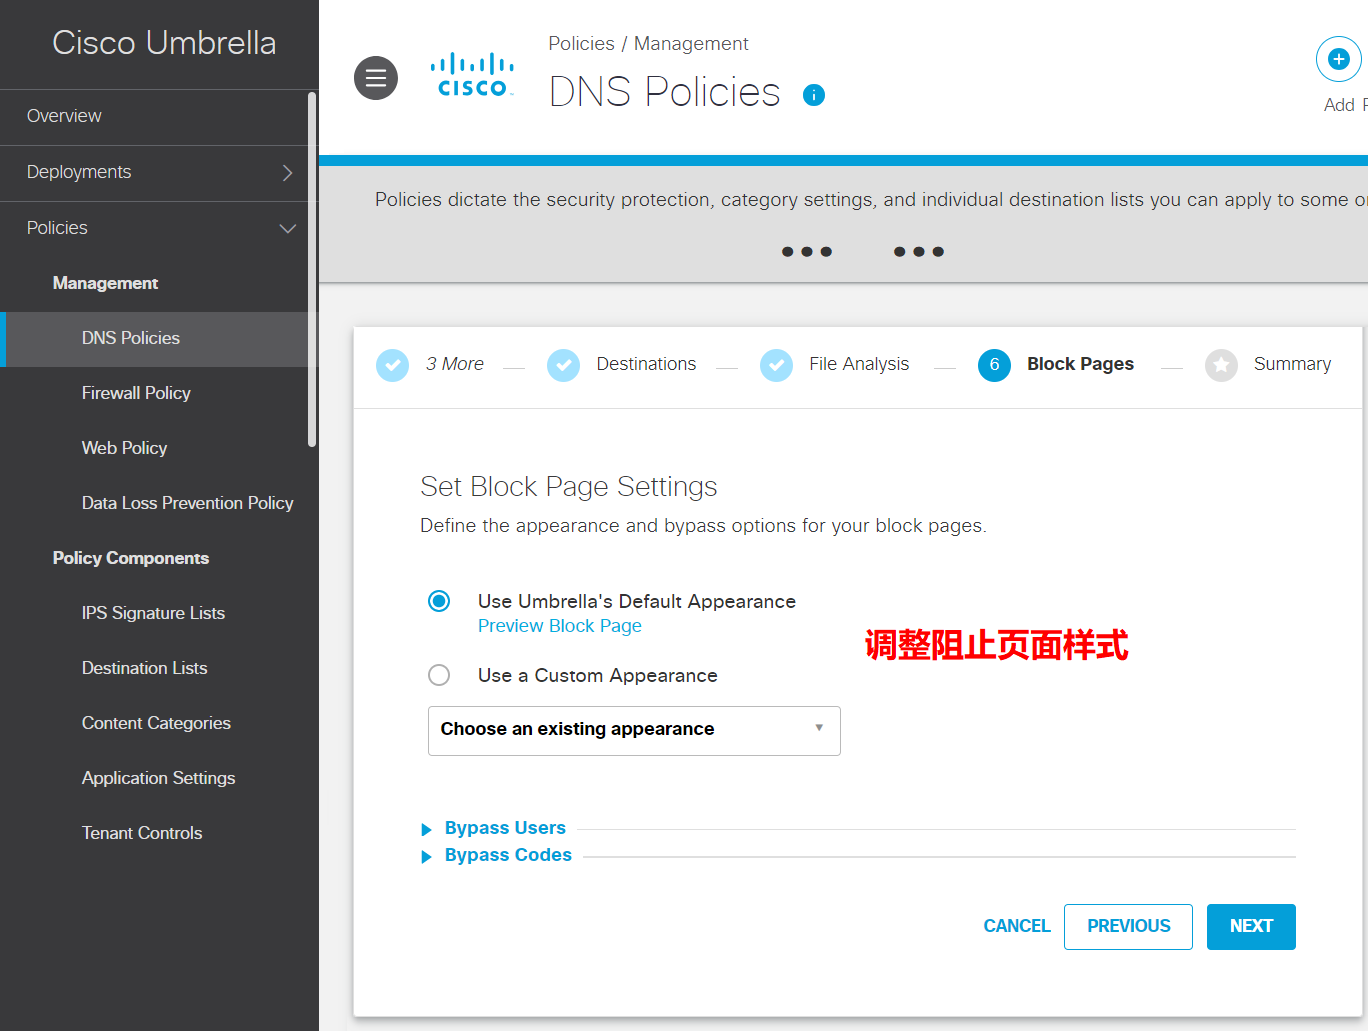 Cisco Umbrella
Overview
Deployments
Policies
Management
DNS Policies
Firewall Policy
Web Policy
Data Loss Prevention Policy
Policy Components
IPS Signature Lists
Destination Lists
Content Categories
Application Settings
Tenant Controls
CISCO
Policies / Management
DNS Policies
Add
Policies dictate the security protection, category settings, and individual destination lists you can apply to some
3 More
Destinations
File Analysis
6 Block Pages
Summary
Set Block Page Settings
Define the appearance and bypass options for your block pages.
Use Umbrella's Default Appearance
Preview Block Page
调整阻止页面样式
Use a Custom Appearance
Choose an existing appearance
Bypass Users
Bypass Codes
CANCEL PREVIOUS NEXT